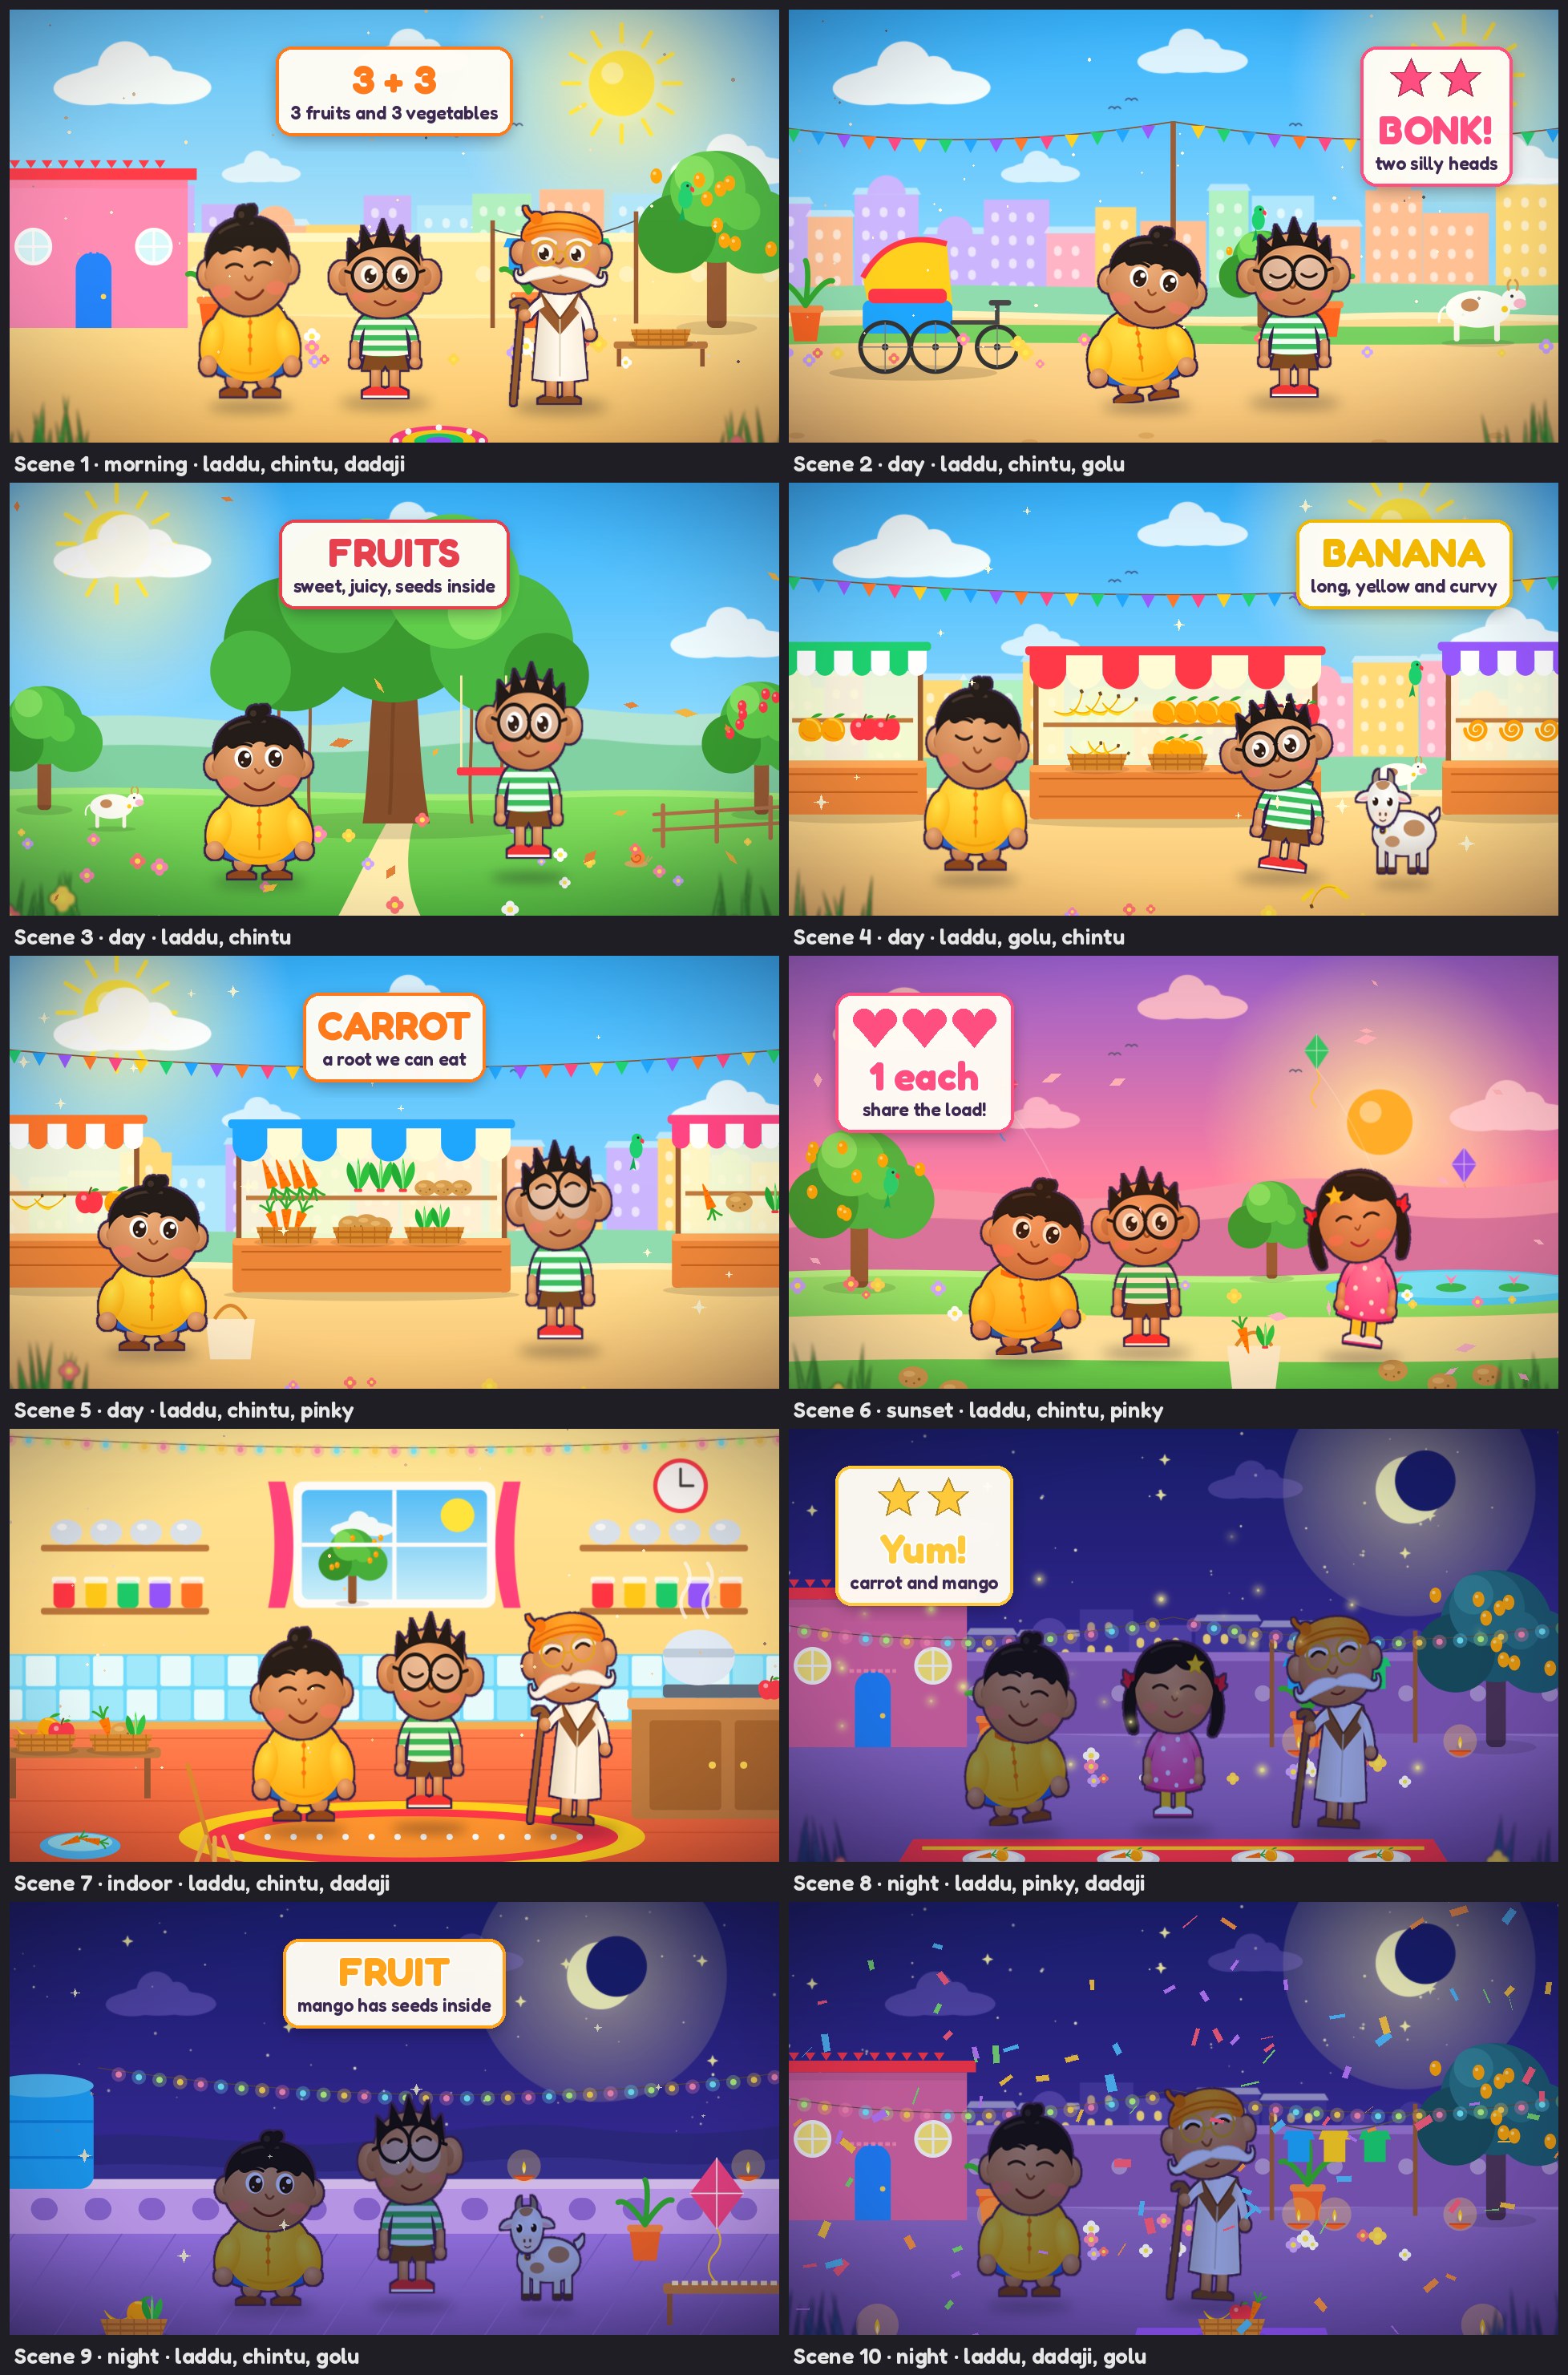 3 + 3
3 fruits and 3 vegetables
BONK!
two silly heads
Scene 1 · morning · laddu, chintu, dadaji
Scene 2 · day · laddu, chintu, golu
FRUITS
sweet, juicy, seeds inside
BANANA
long, yellow and curvy
Scene 3 · day · laddu, chintu
Scene 4 · day · laddu, golu, chintu
CARROT
a root we can eat
1 each
share the load!
Scene 5 · day · laddu, chintu, pinky
Scene 6 · sunset · laddu, chintu, pinky
Yum!
carrot and mango
Scene 7 · indoor · laddu, chintu, dadaji
Scene 8 · night · laddu, pinky, dadaji
FRUIT
mango has seeds inside
Scene 9 · night · laddu, chintu, golu
Scene 10 · night · laddu, dadaji, golu